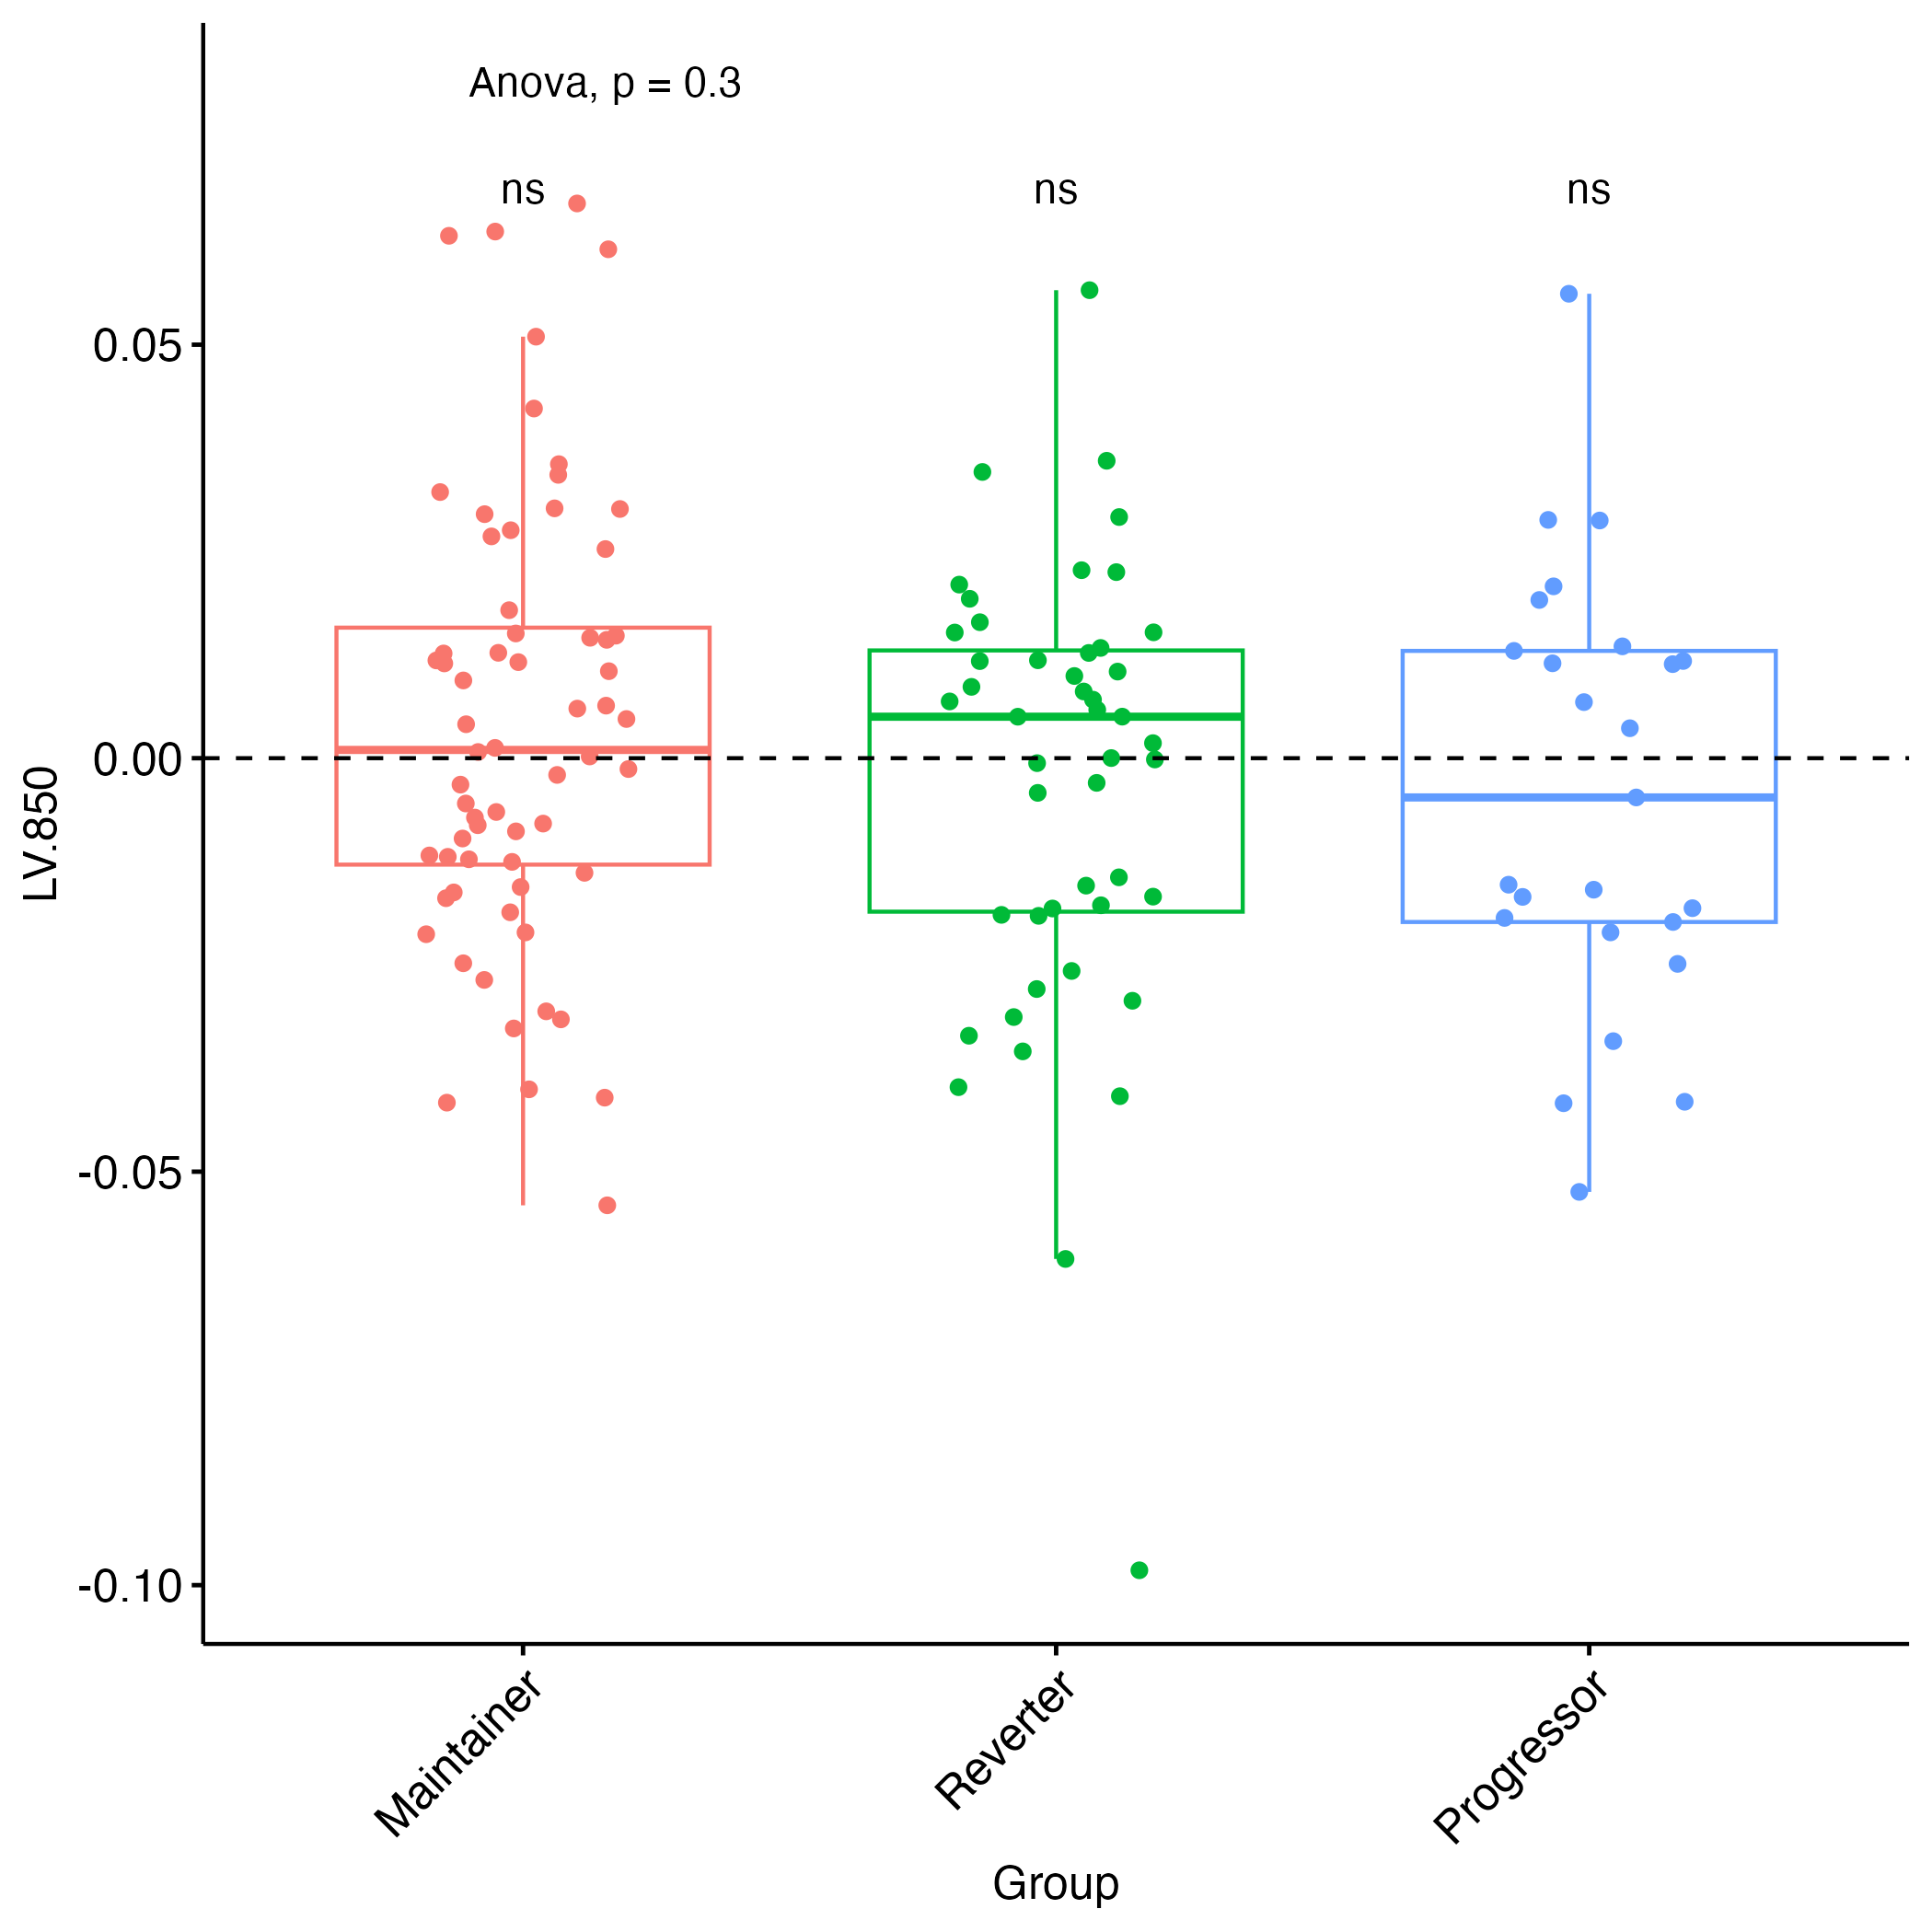 Anova, p = 0.3
ns ns ns
0.05
0.00
-0.05
-0.10
LV.850
Maintainer Reverter Progressor
Group